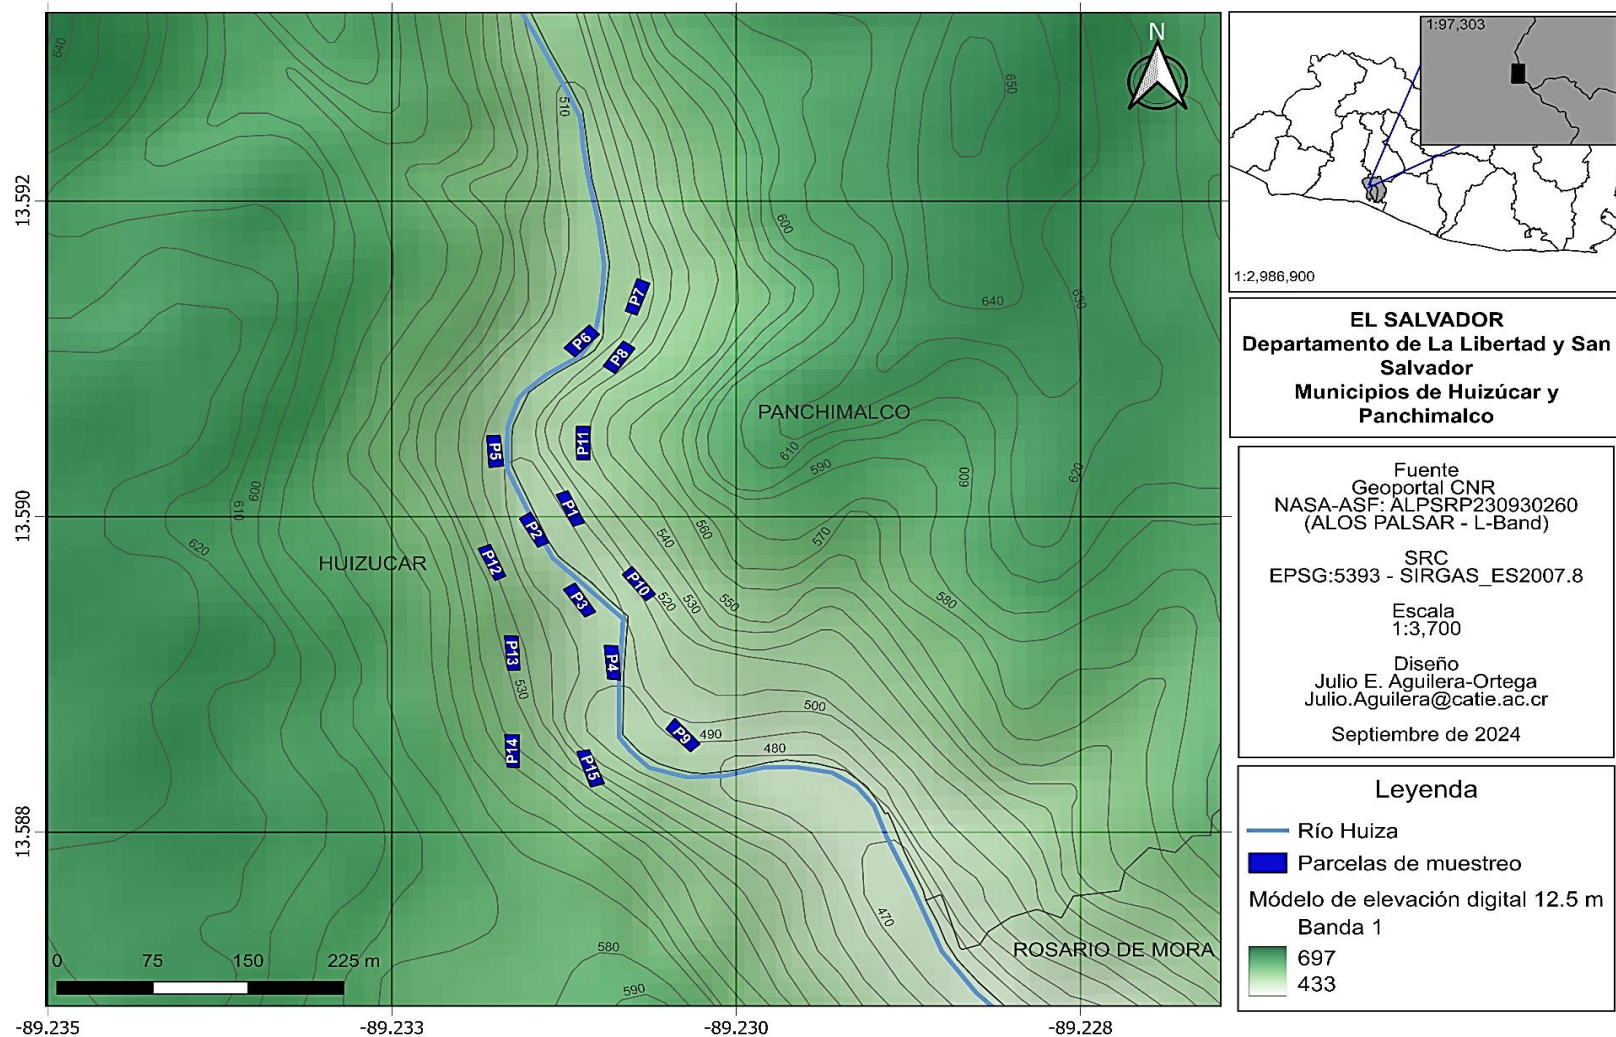 640
510
650
N
600
640
630
P7
P6
P8
PANCHIMALCO
P5
P11
610
590
600
620
600
610
620
P1
P2
560
540
570
HUIZUCAR
P12
P10
P3
520
530
550
580
P13
P4
530
500
P9
490
480
P14
P15
470
580
590
ROSARIO DE MORA
0 75 150 225 m
13.592
13.590
13.588
-89.235 -89.233 -89.230 -89.228
1:97,303
1:2,986,900
EL SALVADOR
Departamento de La Libertad y San
Salvador
Municipios de Huizúcar y
Panchimalco
Fuente
Geoportal CNR
NASA-ASF: ALPSRP230930260
(ALOS PALSAR - L-Band)
SRC
EPSG:5393 - SIRGAS_ES2007.8
Escala
1:3,700
Diseño
Julio E. Aguilera-Ortega
Julio.Aguilera@catie.ac.cr
Septiembre de 2024
Leyenda
Río Huiza
Parcelas de muestreo
Módelo de elevación digital 12.5 m
Banda 1
697
433